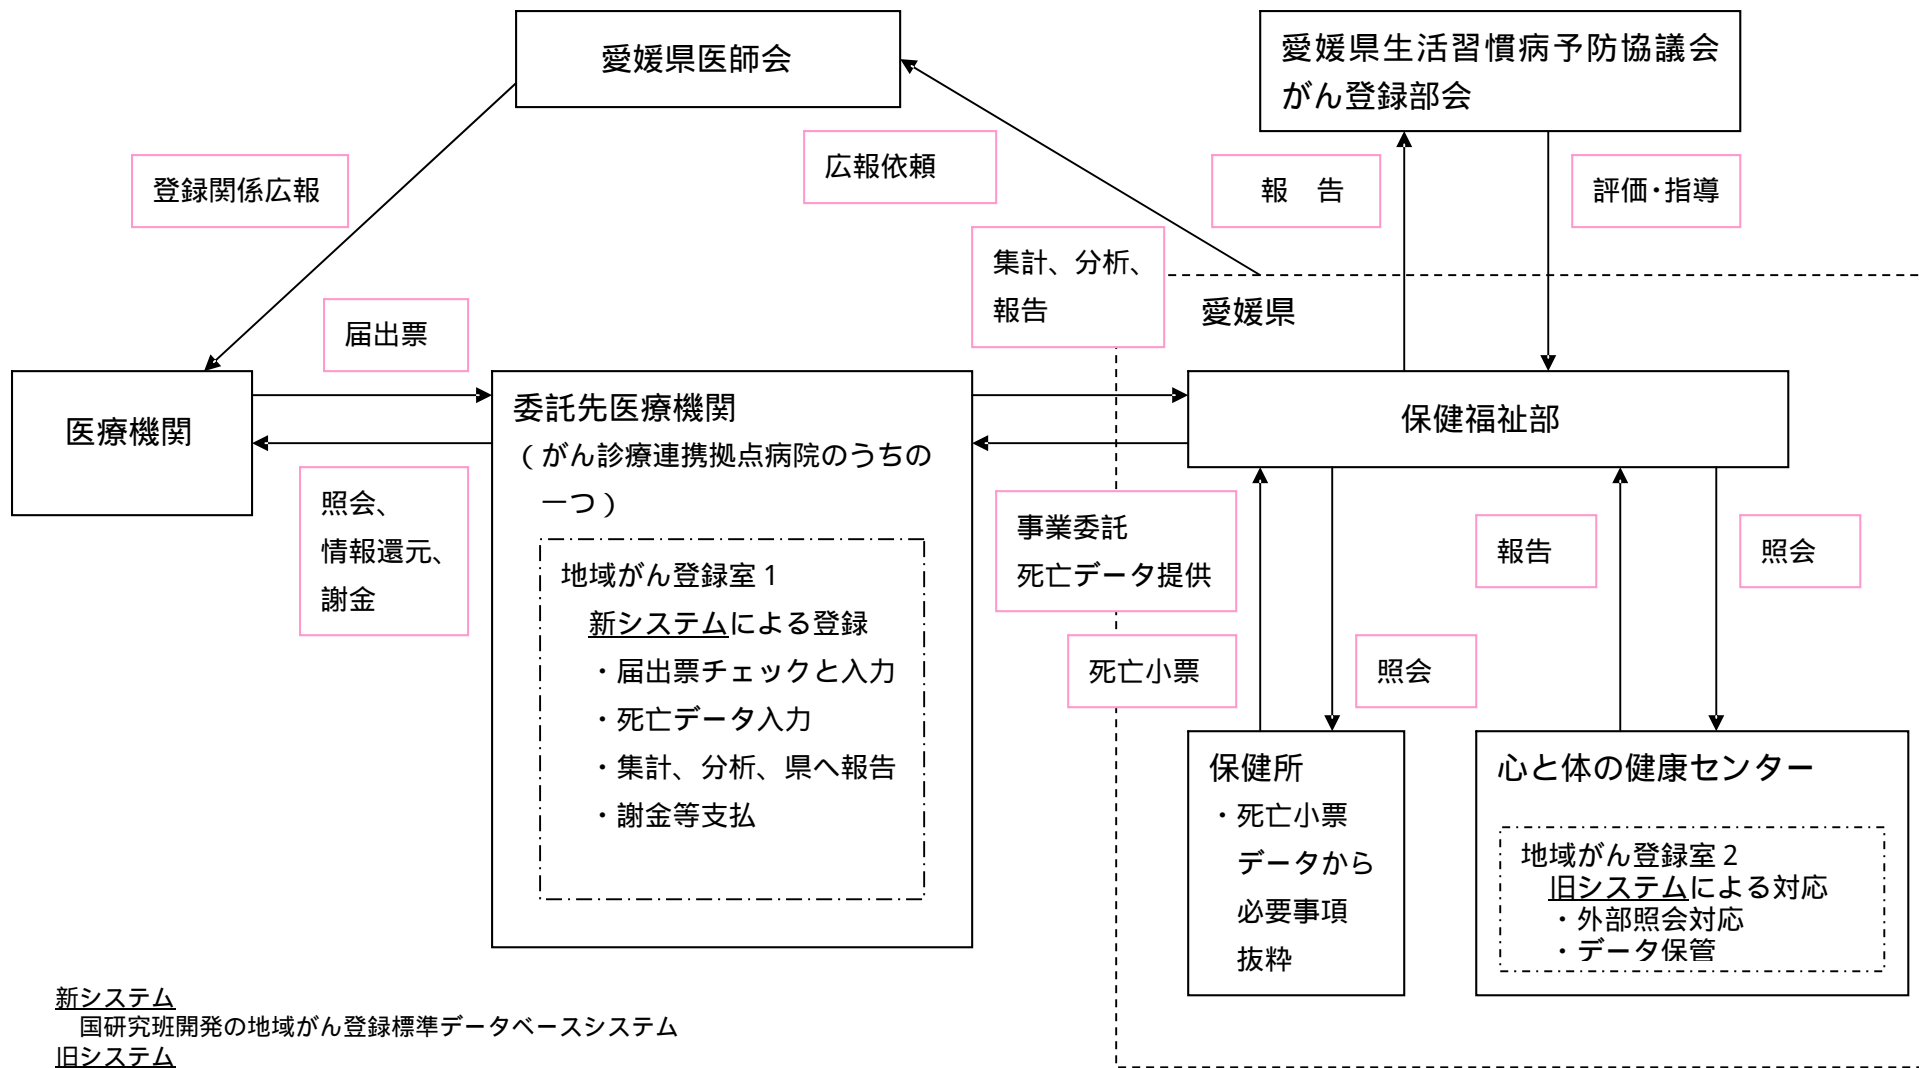 愛媛県医師会
愛媛県生活習慣病予防協議会
がん登録部会
登録関係広報
広報依頼
報　告
評価・指導
集計、分析、
報告
愛媛県
届出票
医療機関
委託先医療機関
（がん診療連携拠点病院のうちの
一つ）
保健福祉部
照会、
情報還元、
謝金
事業委託
死亡データ提供
報告
照会
地域がん登録室１
新システムによる登録
・届出票チェックと入力
・死亡データ入力
・集計、分析、県へ報告
・謝金等支払
死亡小票
照会
保健所
・死亡小票
データから
必要事項
抜粋
心と体の健康センター
地域がん登録室２
旧システムによる対応
・外部照会対応
・データ保管
新システム
国研究班開発の地域がん登録標準データベースシステム
旧システム